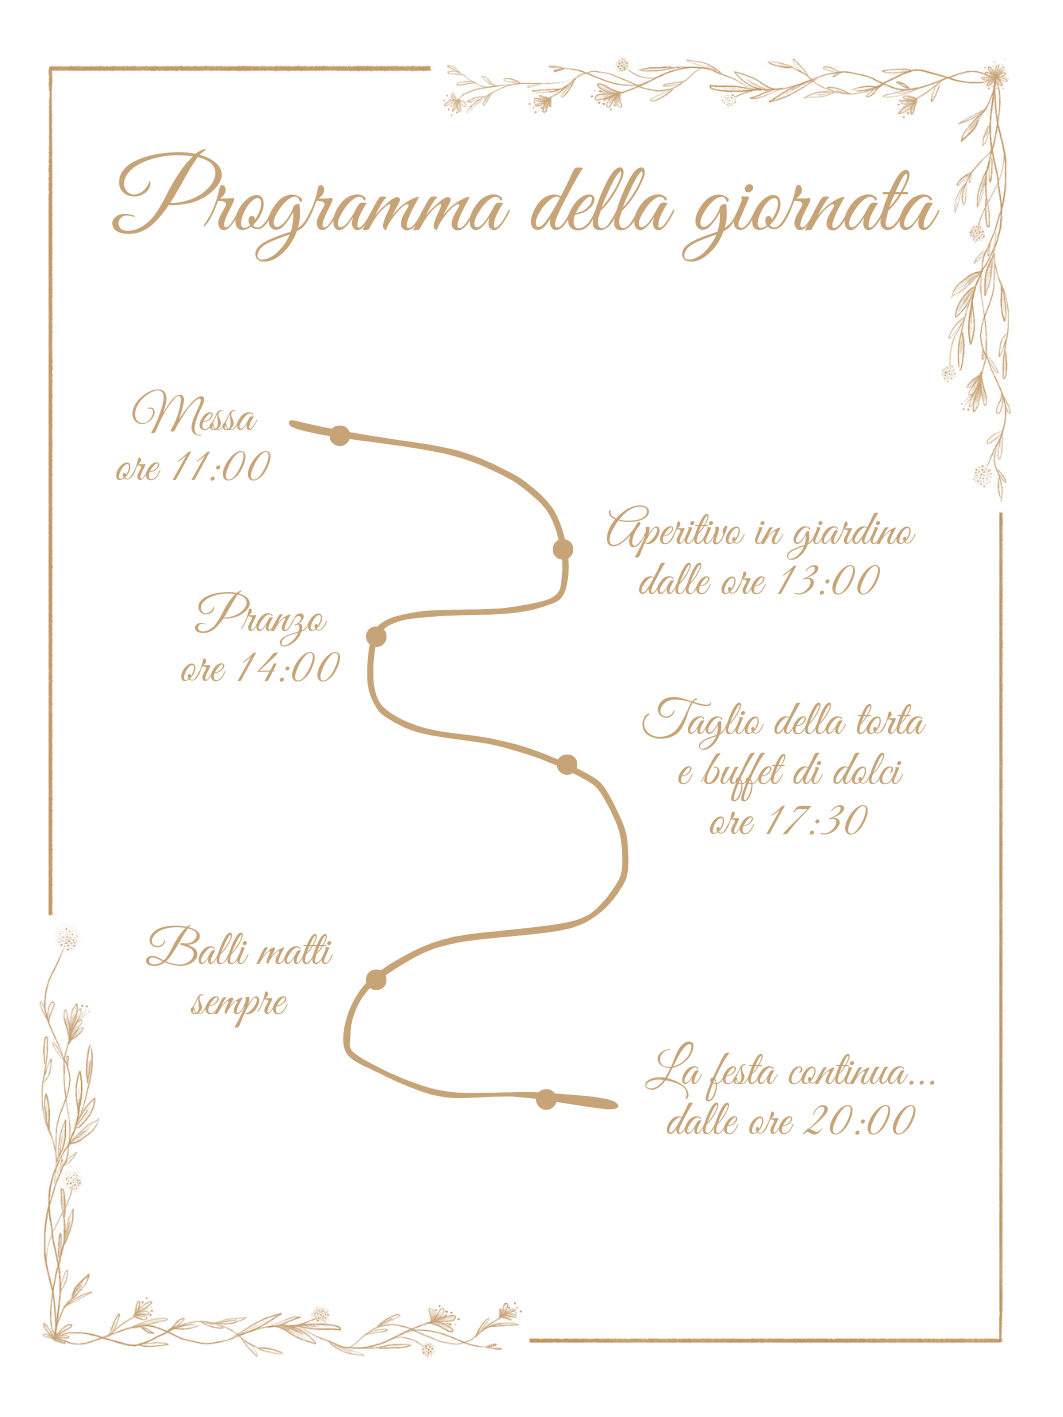 Programma della giornata
Messa
ore 11:00
Aperitivo in giardino
dalle ore 13:00
Pranzo
ore 14:00
Taglio della torta
e buffet di dolci
ore 17:30
Balli matti
sempre
La festa continua...
dalle ore 20:00